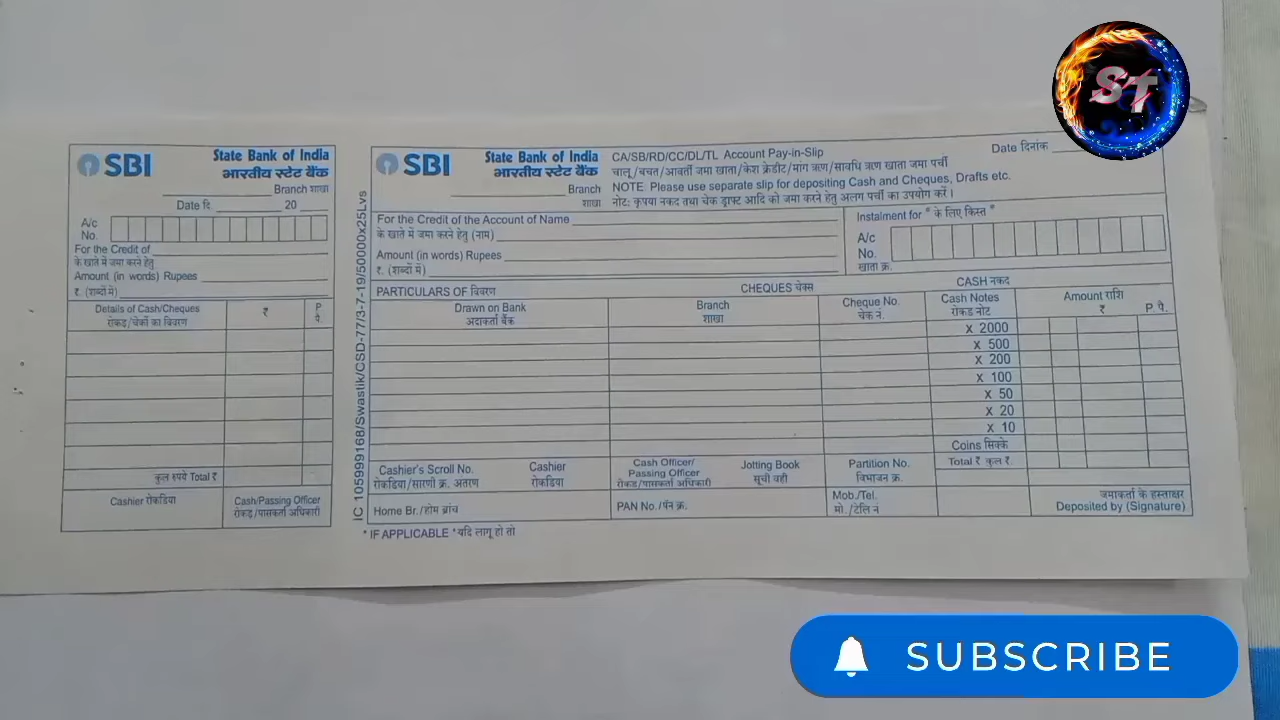 ST
SBI
State Bank of India
भारतीय स्टेट बैंक
Branch शाखा
Date दि. 20
A/c
No.
For the Credit of
के खाते में जमा करने हेतु
Amount (in words) Rupees
₹. (शब्दों में)
Details of Cash/Cheques ₹ P
रोकड़/चेकों का विवरण पै.
कुल रुपये Total ₹
Cashier रोकडिया
Cash/Passing Officer
रोकड़/पासकर्ता अधिकारी
IC 105999168/Swastik/CSD-77/3-7-19/50000x25Lvs
SBI
State Bank of India
भारतीय स्टेट बैंक
Branch
शाखा
CA/SB/RD/CC/DL/TL Account Pay-in-Slip
चालू/बचत/आवर्ती जमा खाता/केश क्रेडीट/मांग ऋण/सावधि ऋण खाता जमा पर्ची
NOTE: Please use separate slip for depositing Cash and Cheques, Drafts etc.
नोट: कृपया नकद तथा चेक ड्राफ्ट आदि को जमा करने हेतु अलग पर्ची का उपयोग करें।
Date दिनांक
For the Credit of the Account of Name
के खाते में जमा करने हेतु (नाम)
Amount (in words) Rupees
₹. (शब्दों में)
Instalment for * के लिए किस्त *
A/c
No.
खाता क्र.
PARTICULARS OF विवरण CHEQUES चेक्स CASH नकद
Drawn on Bank Branch Cheque No. Cash Notes Amount राशि
अदाकर्ता बैंक शाखा चेक नं. रोकड नोट ₹ P पै.
x 2000
x 500
x 200
x 100
x 50
x 20
x 10
Coins सिक्के
Total ₹ कुल ₹.
Cashier's Scroll No. Cashier
रोकडिया/सारणी क्र. अतरण रोकडिया
Cash Officer/
Passing Officer
रोकड़/पासकर्ता अधिकारी
Jotting Book
सूची वही
Partition No.
विभाजन क्र.
Home Br./होम ब्रांच
PAN No./पॅन क्र.
Mob./Tel.
मो./टेलि नं
जमाकर्ता के हस्ताक्षर
Deposited by (Signature)
* IF APPLICABLE *यदि लागू हो तो
SUBSCRIBE